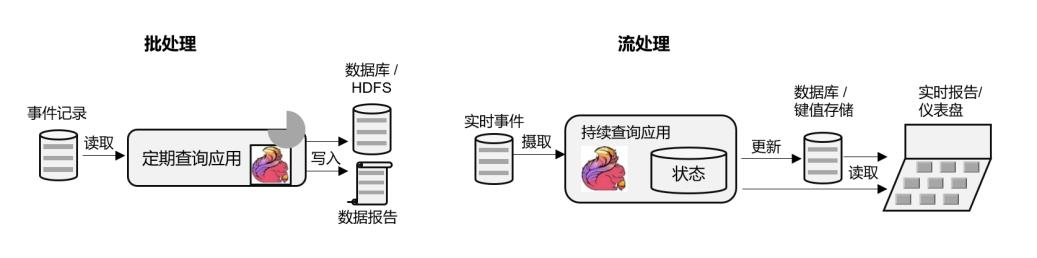 批处理
事件记录
读取
定期查询应用
写入
数据库 /
HDFS
数据报告
流处理
实时事件
摄取
持续查询应用
状态
更新
数据库 /
键值存储
读取
实时报告/
仪表盘